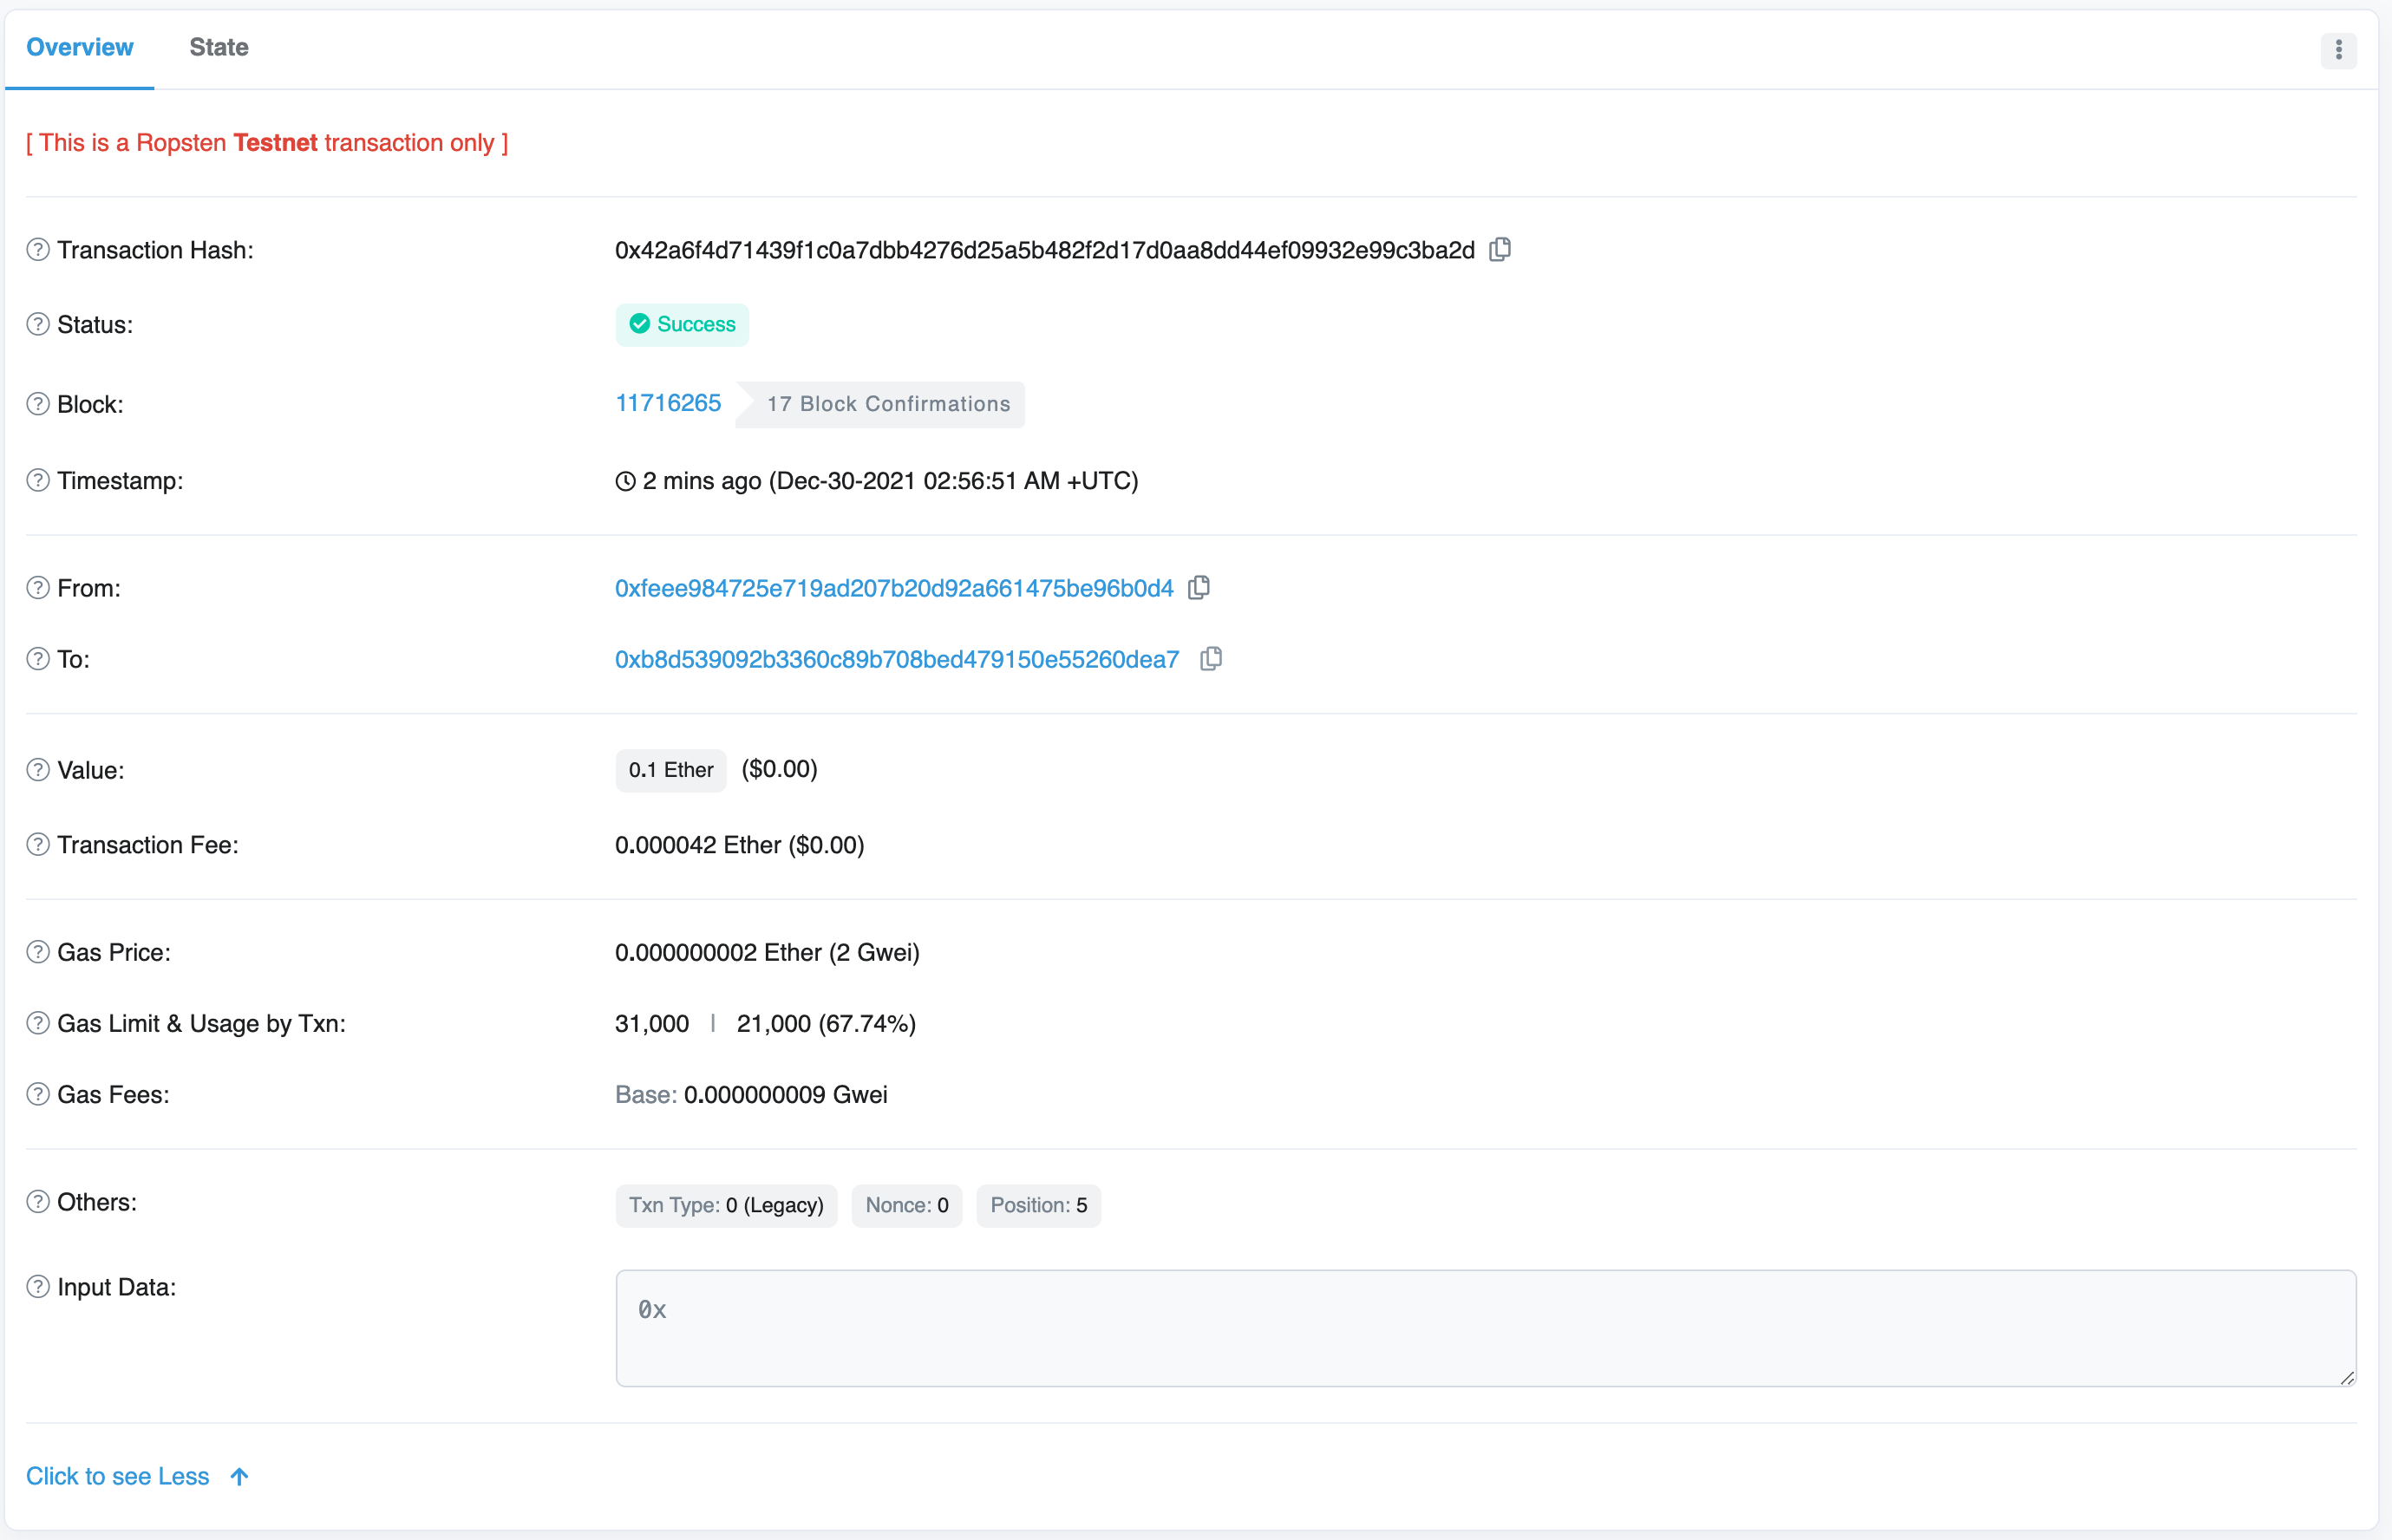 Overview State
[ This is a Ropsten Testnet transaction only ]
Transaction Hash: 0x42a6f4d71439f1c0a7dbb4276d25a5b482f2d17d0aa8dd44ef09932e99c3ba2d
Status: Success
Block: 11716265 17 Block Confirmations
Timestamp: 2 mins ago (Dec-30-2021 02:56:51 AM +UTC)
From: 0xfeee984725e719ad207b20d92a661475be96b0d4
To: 0xb8d539092b3360c89b708bed479150e55260dea7
Value: 0.1 Ether ($0.00)
Transaction Fee: 0.000042 Ether ($0.00)
Gas Price: 0.000000002 Ether (2 Gwei)
Gas Limit & Usage by Txn: 31,000 | 21,000 (67.74%)
Gas Fees: Base: 0.000000009 Gwei
Others: Txn Type: 0 (Legacy) Nonce: 0 Position: 5
Input Data: 0x
Click to see Less